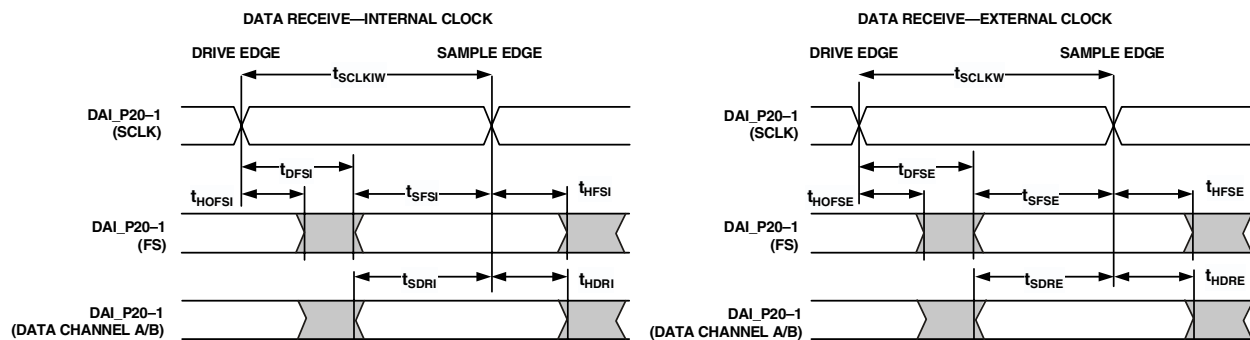 DATA RECEIVE—INTERNAL CLOCK
DRIVE EDGE
SAMPLE EDGE
tSCLKIW
DAI_P20–1
(SCLK)
tDFSI
tHOFSI
tSFSI
tHFSI
DAI_P20–1
(FS)
tSDRI
tHDRI
DAI_P20–1
(DATA CHANNEL A/B)
DATA RECEIVE—EXTERNAL CLOCK
DRIVE EDGE
SAMPLE EDGE
tSCLKW
DAI_P20–1
(SCLK)
tDFSE
tHOFSE
tSFSE
tHFSE
DAI_P20–1
(FS)
tSDRE
tHDRE
DAI_P20–1
(DATA CHANNEL A/B)